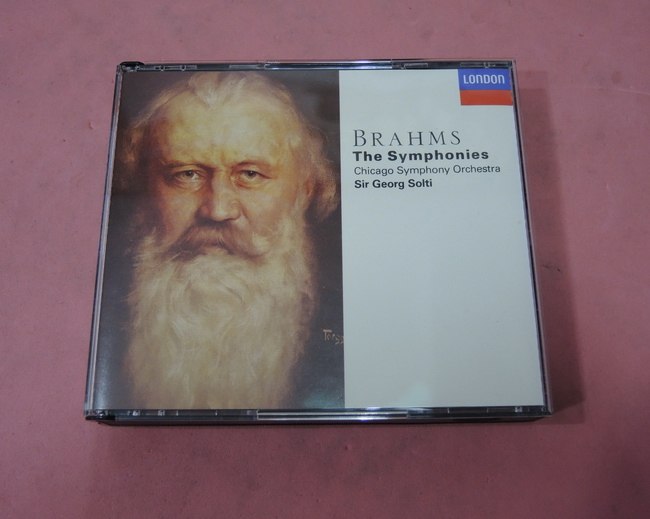 LONDON
BRAHMS
The Symphonies
Chicago Symphony Orchestra
Sir Georg Solti